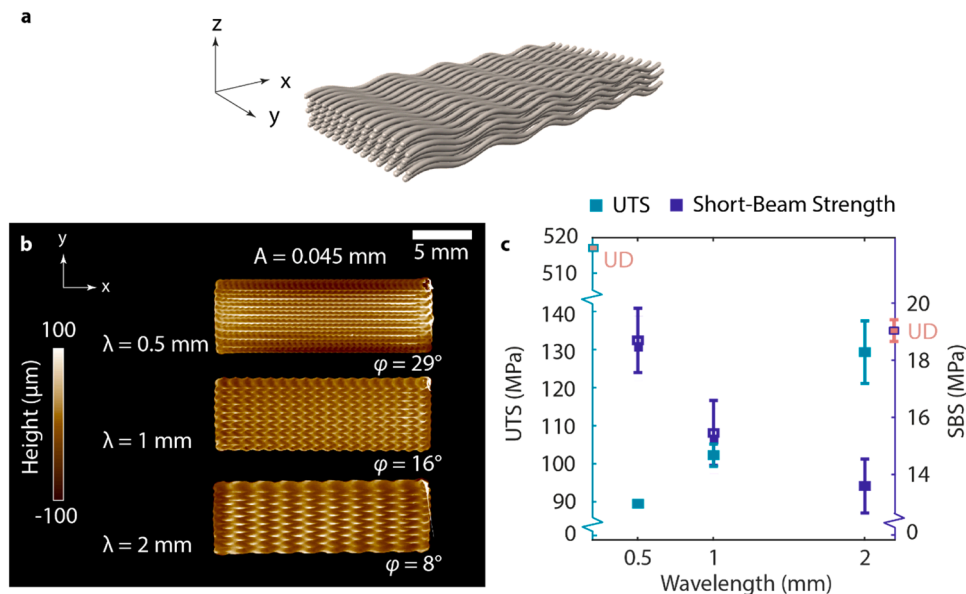 a
z
x
y
b
y
x
A = 0.045 mm
5 mm
100
Height (µm)
-100
λ = 0.5 mm
φ = 29°
λ = 1 mm
φ = 16°
λ = 2 mm
φ = 8°
UTS Short-Beam Strength
c
520
510
140
130
120
110
100
90
0
UTS (MPa)
UD
UD
20
18
16
14
0
SBS (MPa)
0.5 1 2
Wavelength (mm)